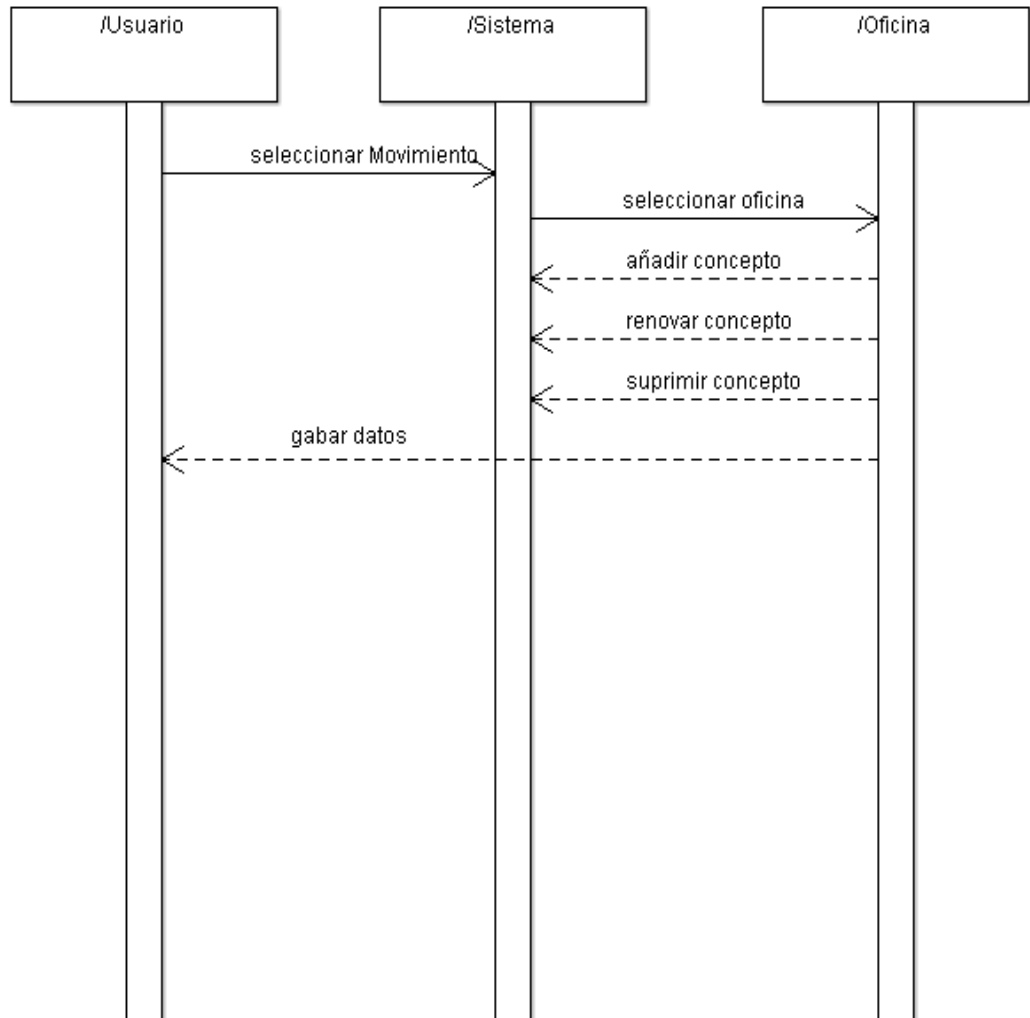 /Usuario
/Sistema
/Oficina
seleccionar Movimiento
seleccionar oficina
añadir concepto
renovar concepto
suprimir concepto
gabar datos